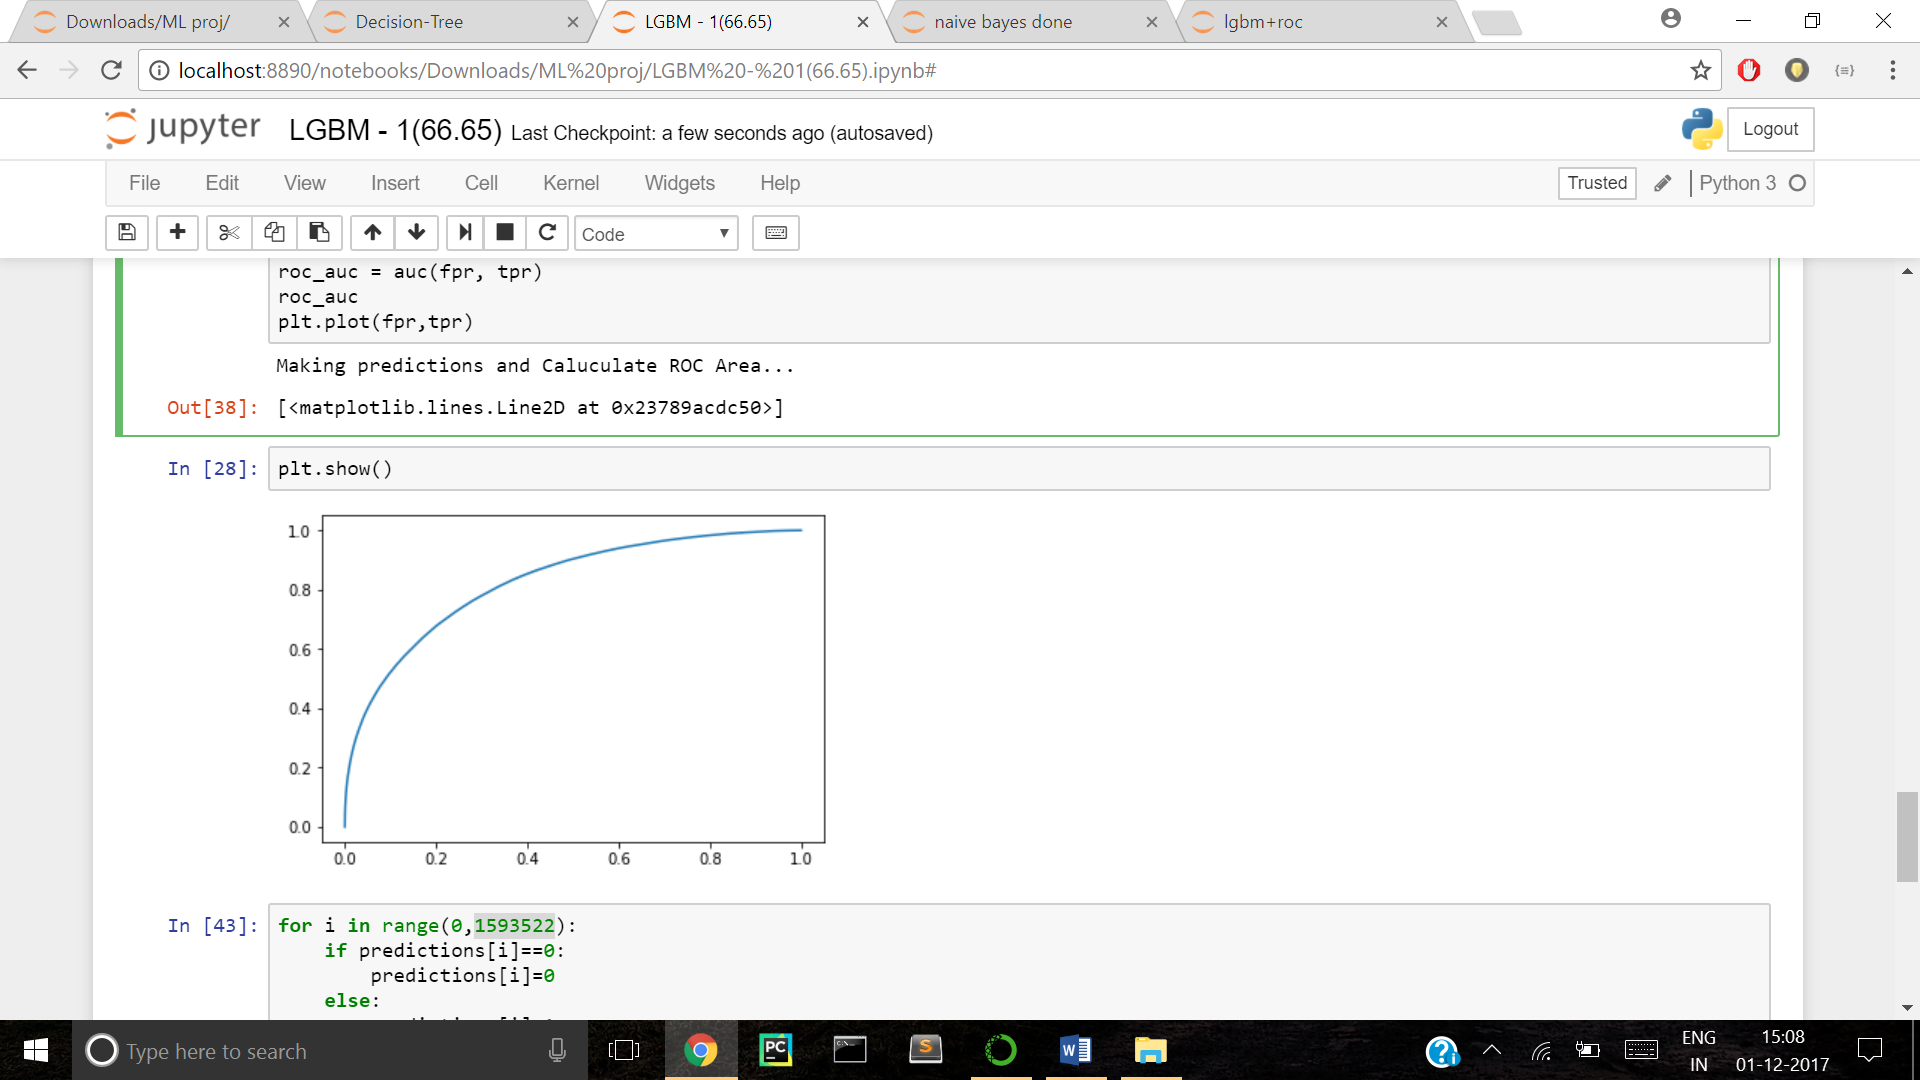 Downloads/ML proj/
Decision-Tree
LGBM - 1(66.65)
naive bayes done
lgbm+roc
localhost:8890/notebooks/Downloads/ML%20proj/LGBM%20-%201(66.65).ipynb#
jupyter LGBM - 1(66.65) Last Checkpoint: a few seconds ago (autosaved)
Logout
File Edit View Insert Cell Kernel Widgets Help
Trusted
Python 3
Code
roc_auc = auc(fpr, tpr)
roc_auc
plt.plot(fpr,tpr)
Making predictions and Caluculate ROC Area...
Out[38]: [<matplotlib.lines.Line2D at 0x23789acdc50>]
In [28]: plt.show()
1.0
0.8
0.6
0.4
0.2
0.0
0.0 0.2 0.4 0.6 0.8 1.0
In [43]: for i in range(0,1593522):
if predictions[i]==0:
predictions[i]=0
else:
Type here to search
PC
S
W
ENG
IN
15:08
01-12-2017